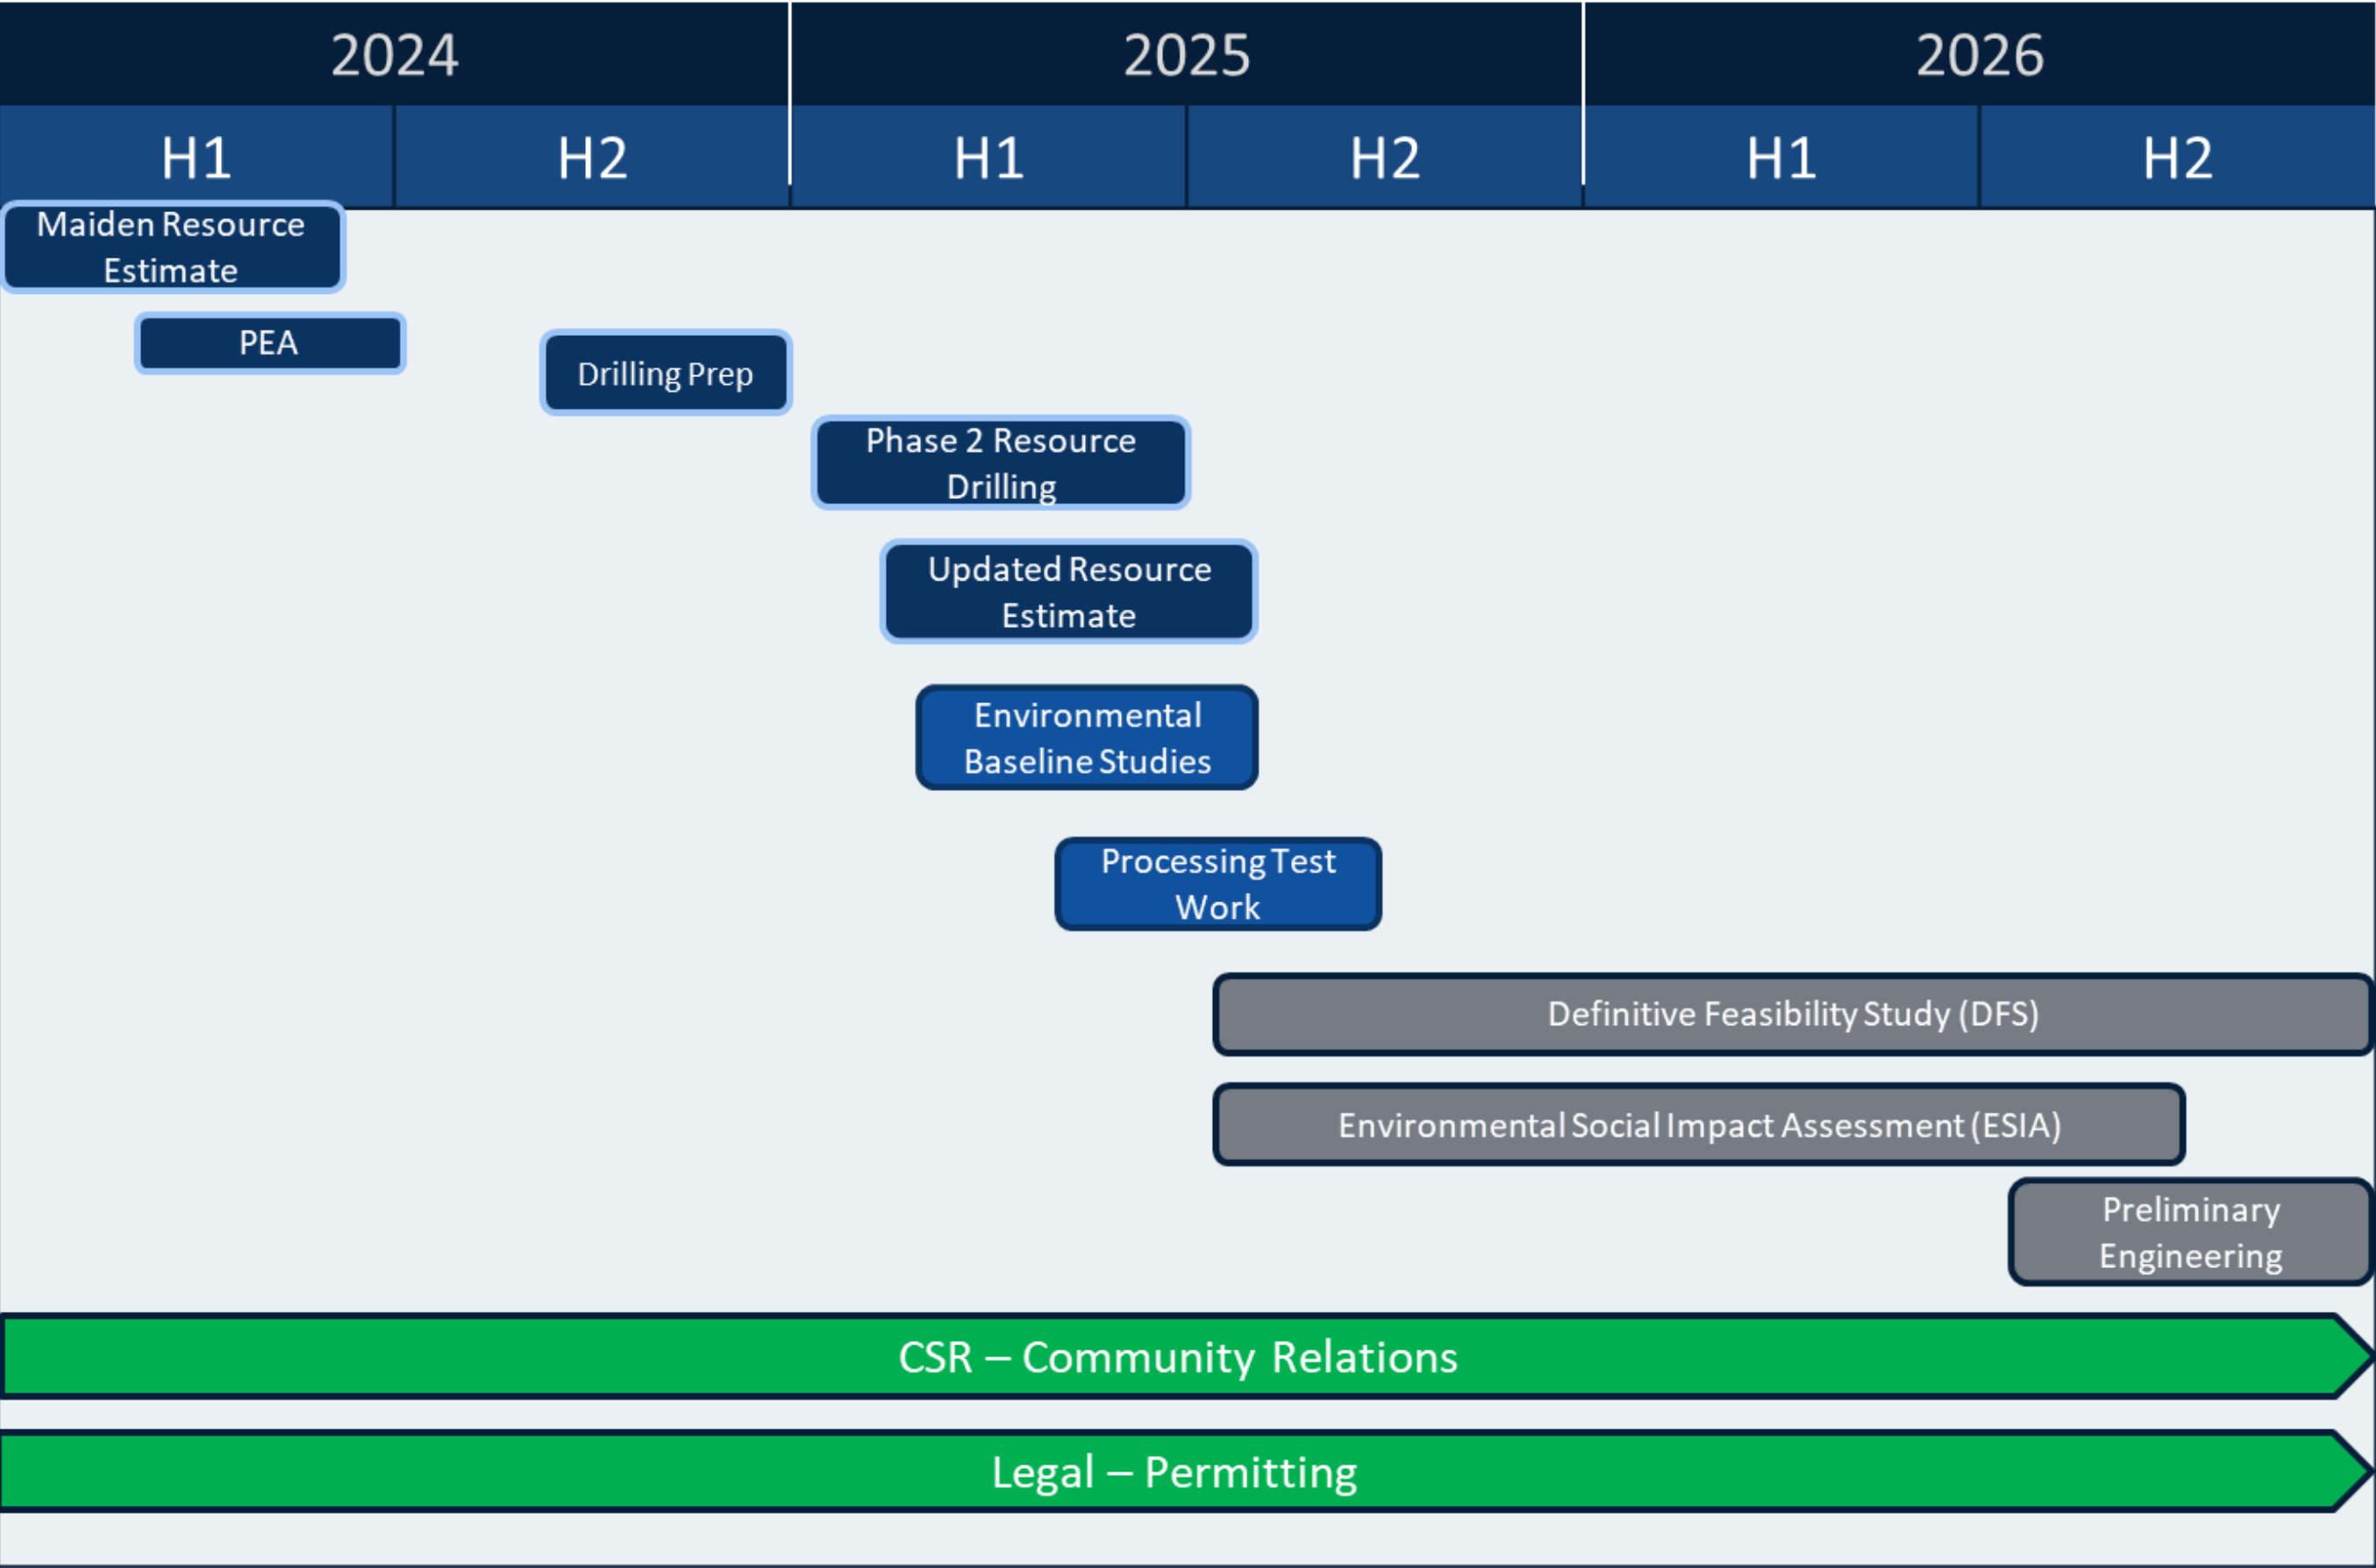 2024
2025
2026
H1
H2
H1
H2
H1
H2
Maiden Resource
Estimate
PEA
Drilling Prep
Phase 2 Resource
Drilling
Updated Resource
Estimate
Environmental
Baseline Studies
Processing Test
Work
Definitive Feasibility Study (DFS)
Environmental Social Impact Assessment (ESIA)
Preliminary
Engineering
CSR – Community Relations
Legal – Permitting